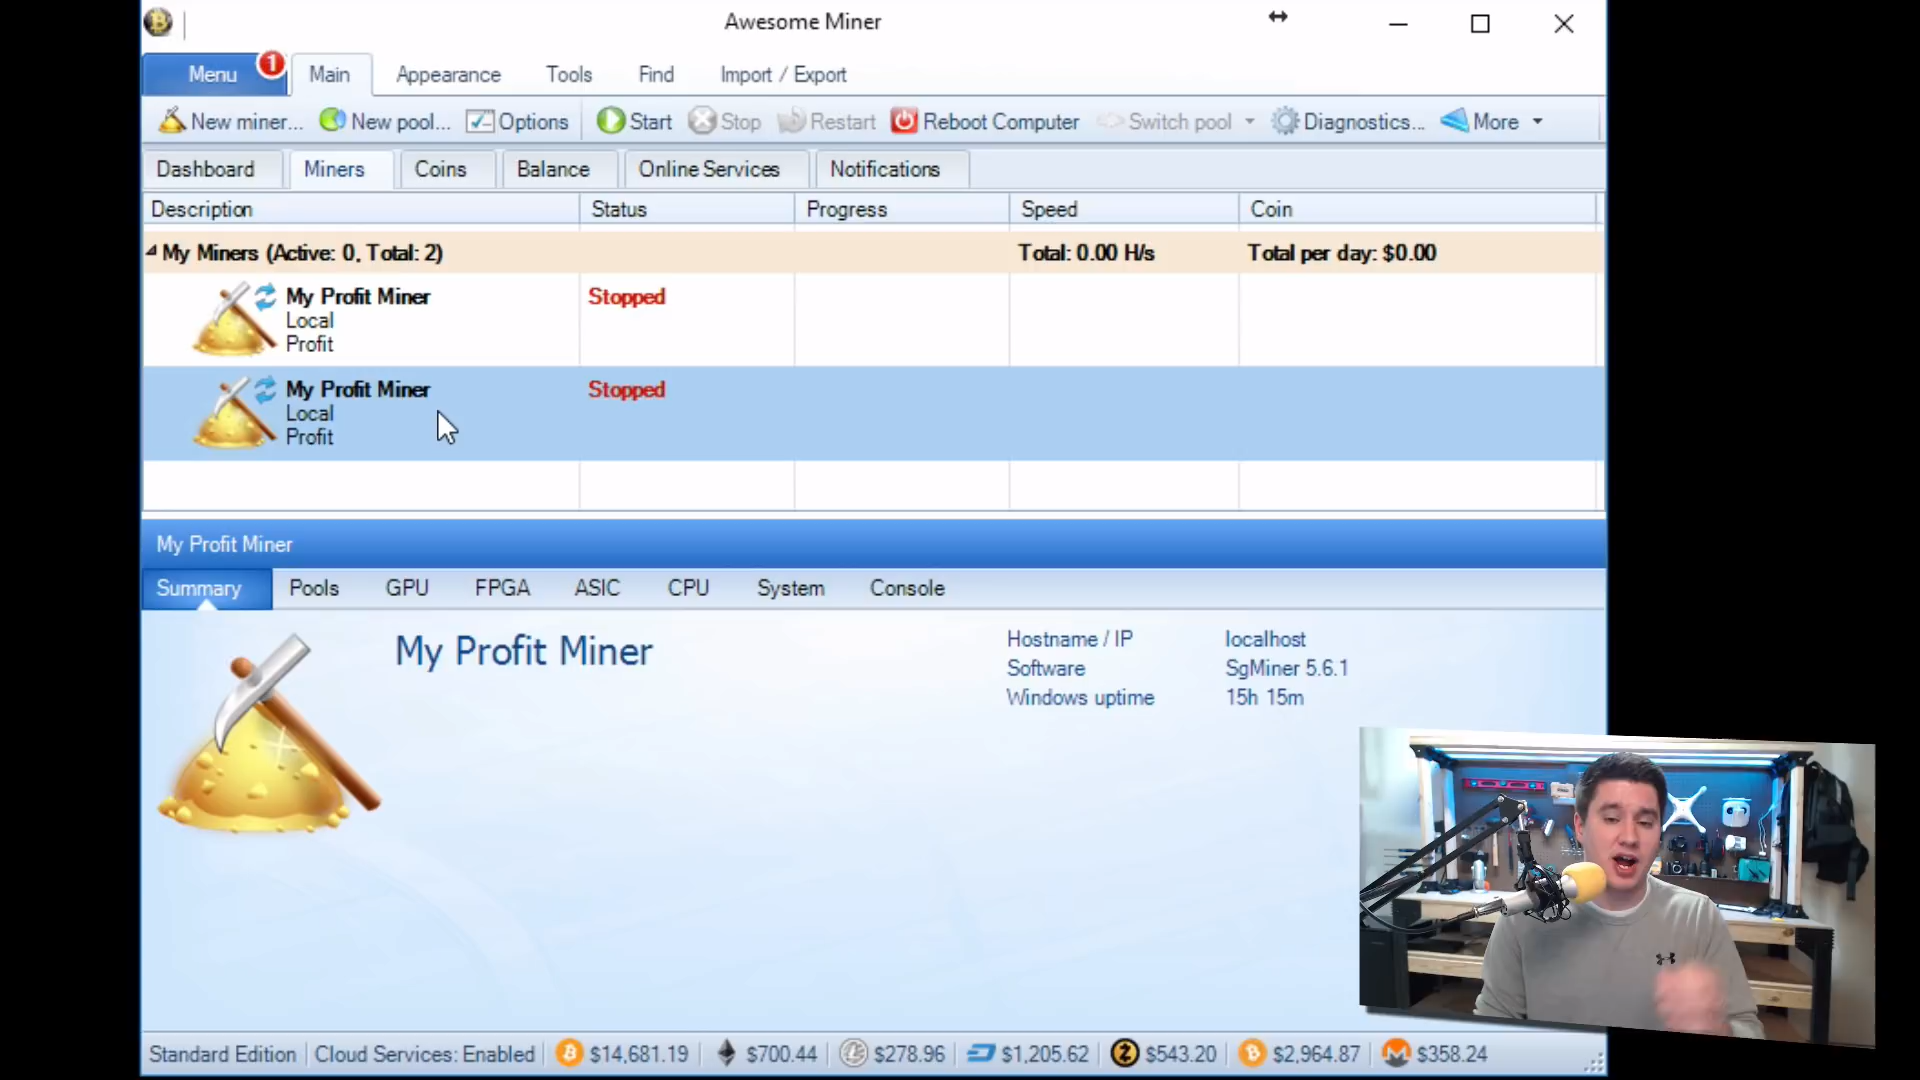 Awesome Miner
Menu 1 Main Appearance Tools Find Import / Export
New miner... New pool... Options Start Stop Restart Reboot Computer Switch pool Diagnostics... More
Dashboard Miners Coins Balance Online Services Notifications
Description Status Progress Speed Coin
My Miners (Active: 0, Total: 2) Total: 0.00 H/s Total per day: $0.00
My Profit Miner Stopped
Local
Profit
My Profit Miner Stopped
Local
Profit
My Profit Miner
Summary Pools GPU FPGA ASIC CPU System Console
My Profit Miner
Hostname / IP localhost
Software SgMiner 5.6.1
Windows uptime 15h 15m
Standard Edition Cloud Services: Enabled $14,681.19 $700.44 $278.96 $1,205.62 $543.20 $2,964.87 $358.24